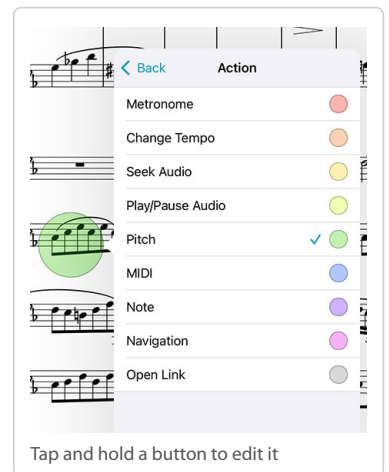 Back Action
Metronome
Change Tempo
Seek Audio
Play/Pause Audio
Pitch
MIDI
Note
Navigation
Open Link
Tap and hold a button to edit it